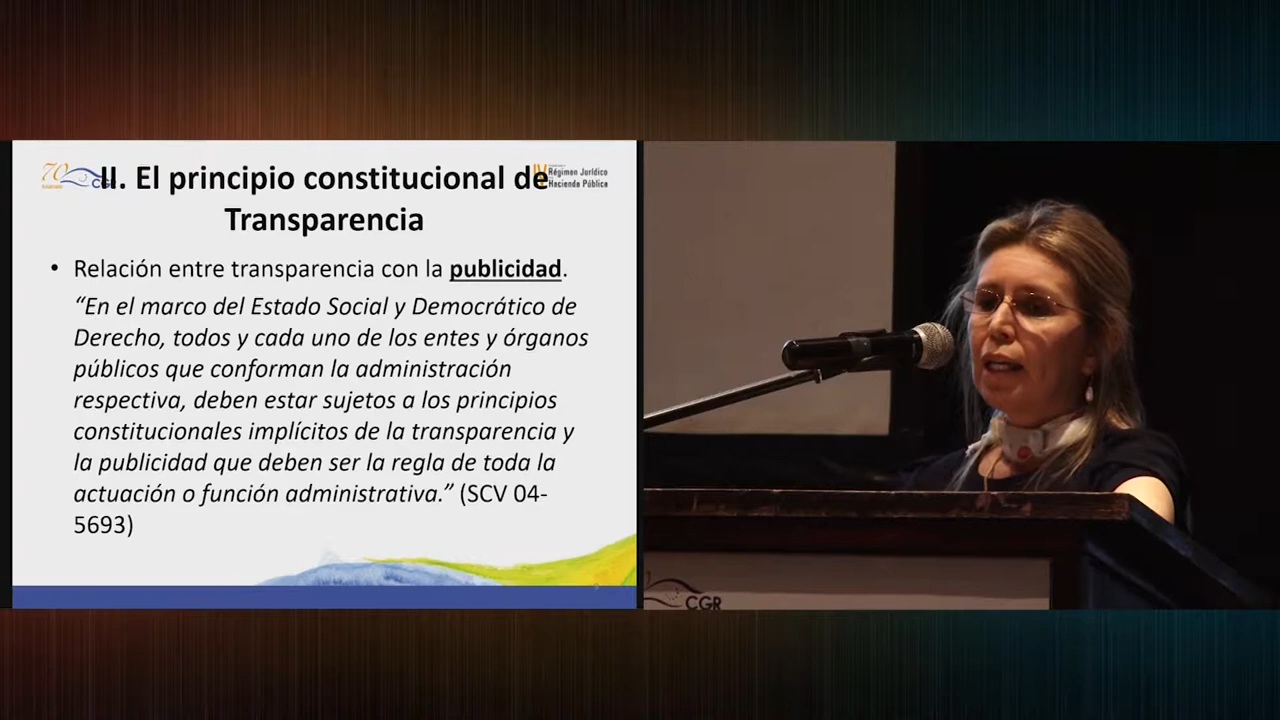 70
CGR
II. El principio constitucional de
IV
Régimen Jurídico
Hacienda Pública
Transparencia
• Relación entre transparencia con la publicidad.
“En el marco del Estado Social y Democrático de
Derecho, todos y cada uno de los entes y órganos
públicos que conforman la administración
respectiva, deben estar sujetos a los principios
constitucionales implícitos de la transparencia y
la publicidad que deben ser la regla de toda la
actuación o función administrativa.” (SCV 04-
5693)
CGR